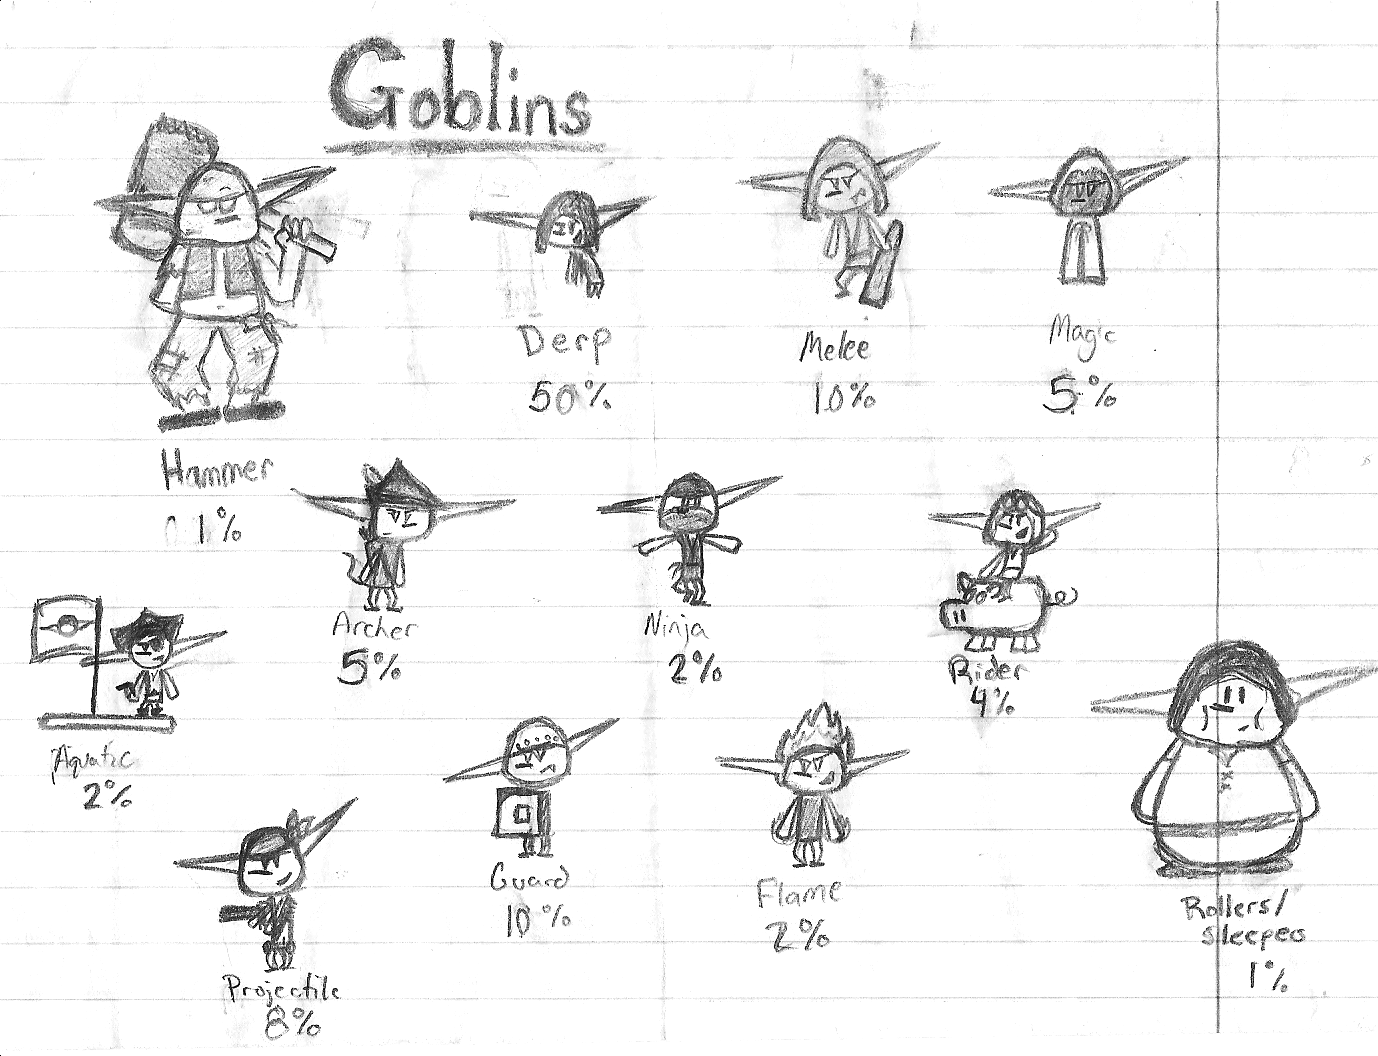 Goblins
Derp
50%
Melee
10%
Magic
5%
Hammer
1%
Archer
5%
Ninja
2%
Rider
4%
Aquatic
2%
Guard
10%
Flame
2%
Rollers/
sleepers
1%
Projectile
8%